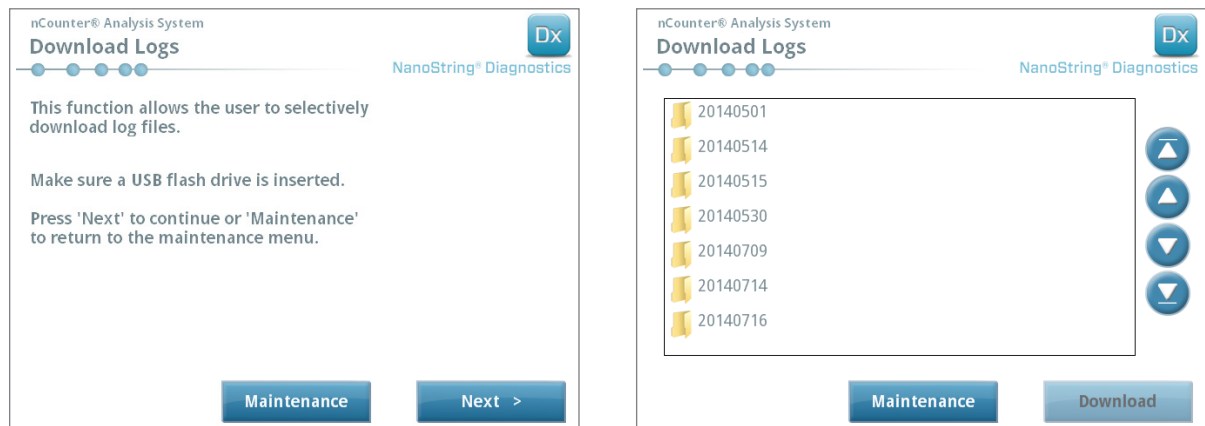 nCounter® Analysis System
Download Logs
Dx
NanoString® Diagnostics
This function allows the user to selectively
download log files.
Make sure a USB flash drive is inserted.
Press 'Next' to continue or 'Maintenance'
to return to the maintenance menu.
Maintenance
Next >
nCounter® Analysis System
Download Logs
Dx
NanoString® Diagnostics
20140501
20140514
20140515
20140530
20140709
20140714
20140716
Maintenance
Download